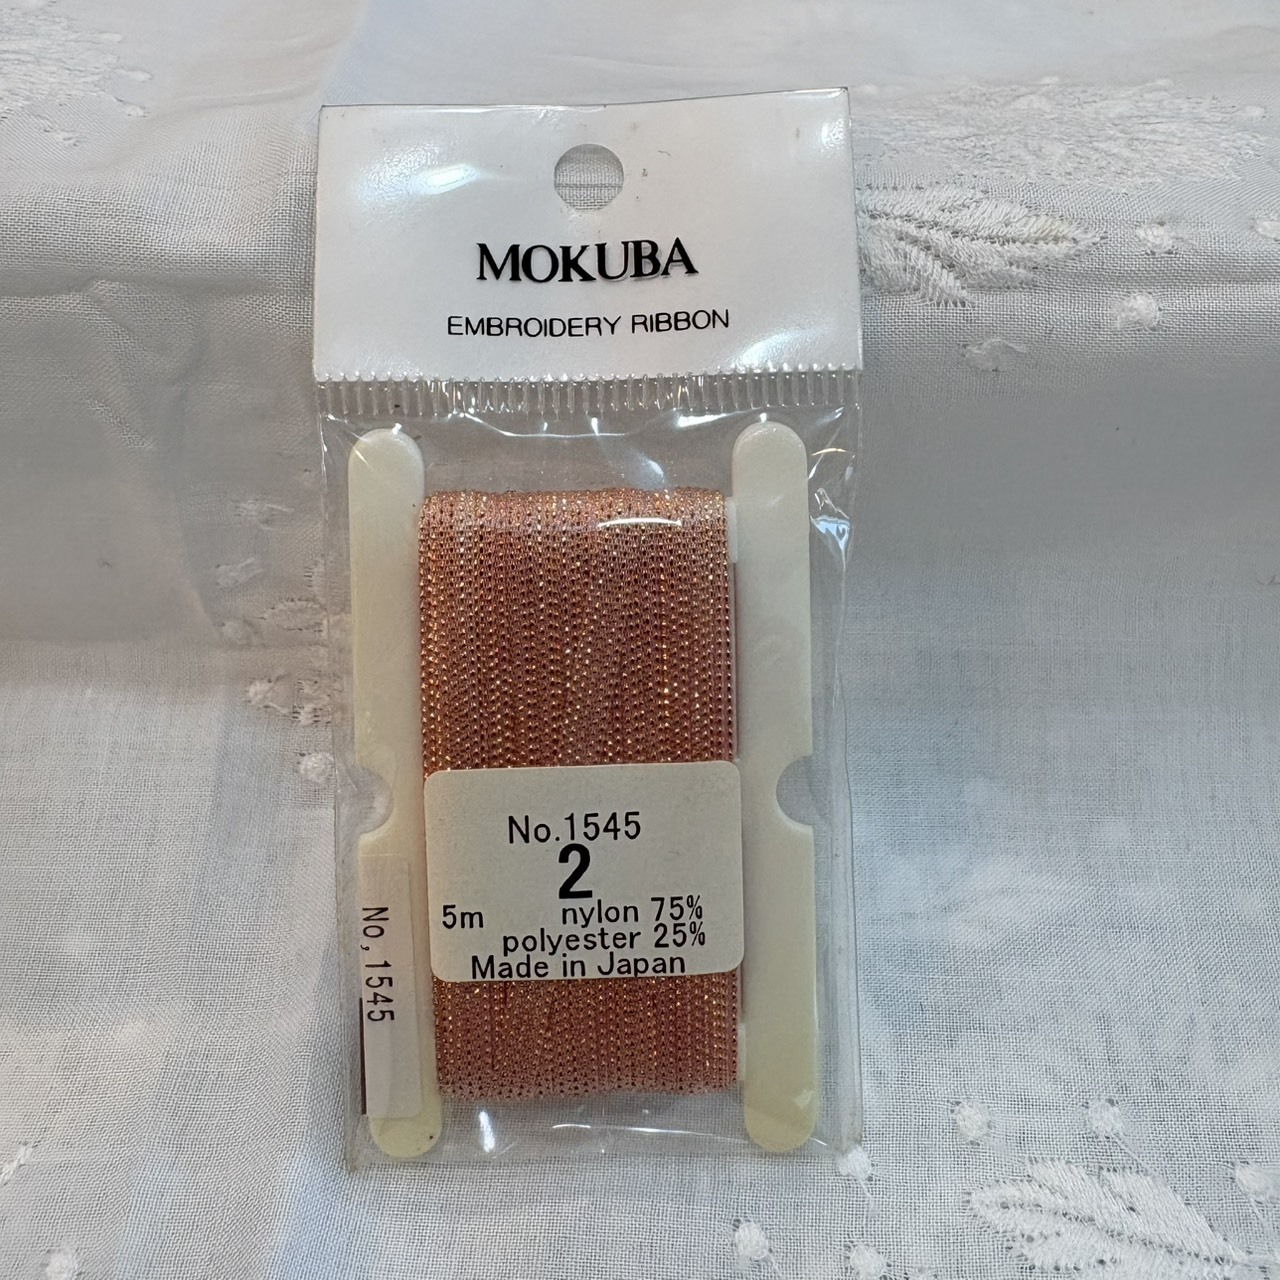 MOKUBA
EMBROIDERY RIBBON
No.1545
2
5m nylon 75%
polyester 25%
Made in Japan
No,1545